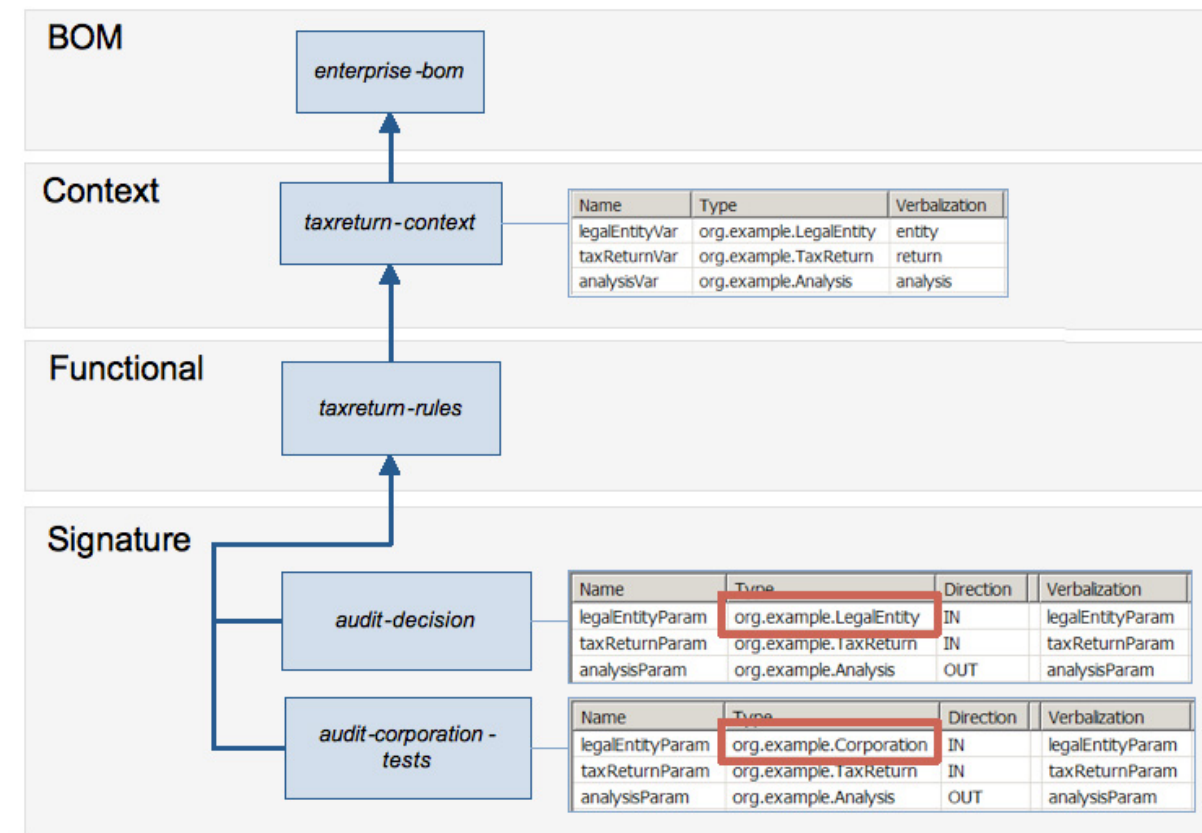 BOM
enterprise-bom
Context
taxreturn-context
Name Type Verbalization
legalEntityVar org.example.LegalEntity entity
taxReturnVar org.example.TaxReturn return
analysisVar org.example.Analysis analysis
Functional
taxreturn-rules
Signature
audit-decision
Name Type Direction Verbalization
legalEntityParam org.example.LegalEntity IN legalEntityParam
taxReturnParam org.example.TaxReturn IN taxReturnParam
analysisParam org.example.Analysis OUT analysisParam
audit-corporation-
tests
Name Type Direction Verbalization
legalEntityParam org.example.Corporation IN legalEntityParam
taxReturnParam org.example.TaxReturn IN taxReturnParam
analysisParam org.example.Analysis OUT analysisParam